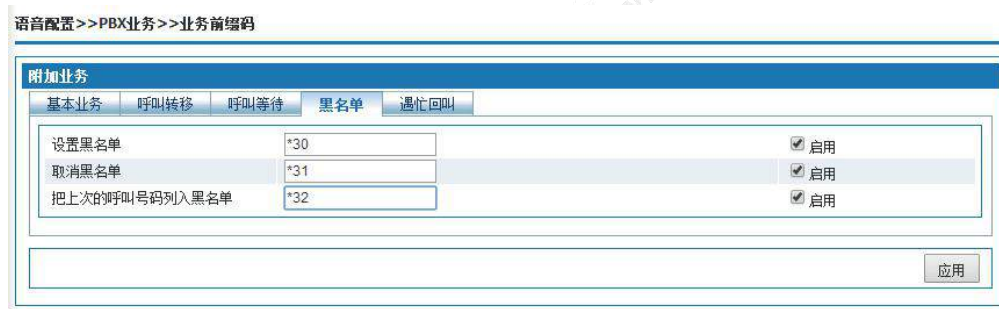 语音配置>>PBX业务>>业务前缀码
附加业务
基本业务 呼叫转移 呼叫等待 黑名单 遇忙回叫
设置黑名单 *30 启用
取消黑名单 *31 启用
把上次的呼叫号码列入黑名单 *32 启用
应用